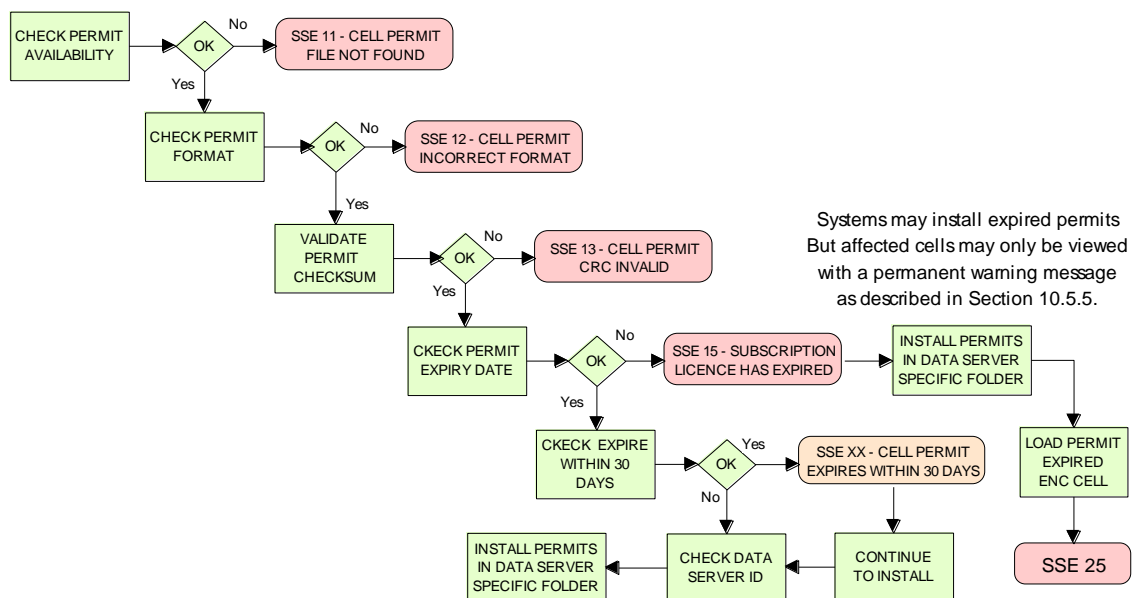 CHECK PERMIT
AVAILABILITY
OK
No
SSE 11 - CELL PERMIT
FILE NOT FOUND
Yes
CHECK PERMIT
FORMAT
OK
No
SSE 12 - CELL PERMIT
INCORRECT FORMAT
Yes
VALIDATE
PERMIT
CHECKSUM
OK
No
SSE 13 - CELL PERMIT
CRC INVALID
Yes
Systems may install expired permits
But affected cells may only be viewed
with a permanent warning message
as described in Section 10.5.5.
CKECK PERMIT
EXPIRY DATE
OK
No
SSE 15 - SUBSCRIPTION
LICENCE HAS EXPIRED
INSTALL PERMITS
IN DATA SERVER
SPECIFIC FOLDER
Yes
CKECK EXPIRE
WITHIN 30
DAYS
OK
Yes
SSE XX - CELL PERMIT
EXPIRES WITHIN 30 DAYS
LOAD PERMIT
EXPIRED
ENC CELL
No
INSTALL PERMITS
IN DATA SERVER
SPECIFIC FOLDER
CHECK DATA
SERVER ID
CONTINUE
TO INSTALL
SSE 25